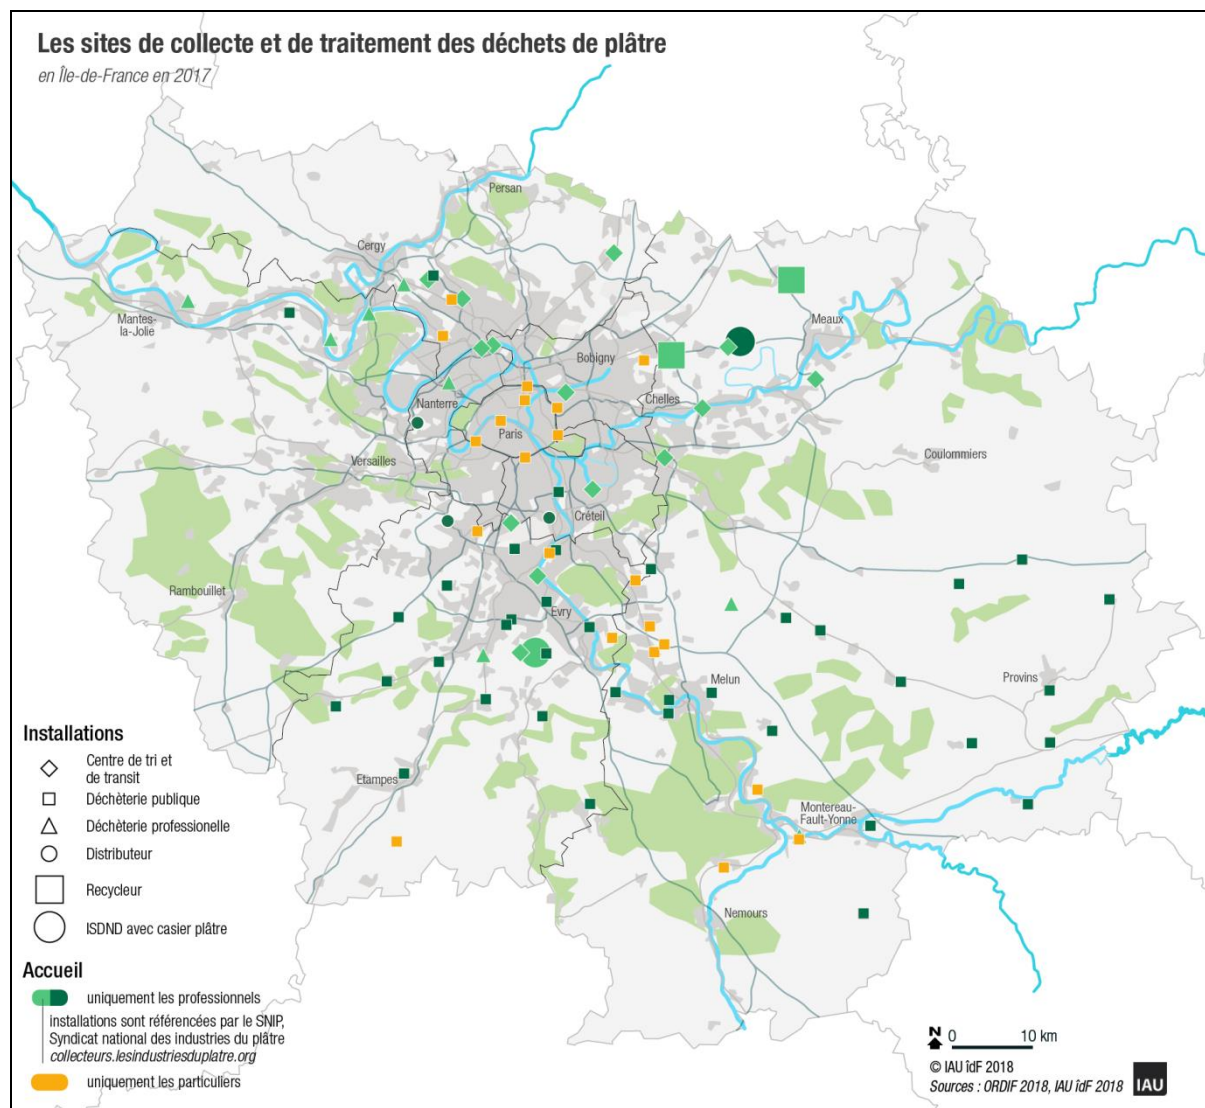 Les sites de collecte et de traitement des déchets de plâtre
en Île-de-France en 2017
Persan
Cergy
Mantes-
la-Jolie
Meaux
Bobigny
Nanterre
Chelles
Paris
Coulommiers
Versailles
Créteil
Rambouillet
Evry
Provins
Melun
Etampes
Montereau-
Fault-Yonne
Nemours
Installations
Centre de tri et
de transit
Déchèterie publique
Déchèterie professionelle
Distributeur
Recycleur
ISDND avec casier plâtre
Accueil
uniquement les professionnels
installations sont référencées par le SNIP,
Syndicat national des industries du plâtre
collecteurs.lesindustriesduplatre.org
uniquement les particuliers
N 0 10 km
© IAU îdF 2018
Sources : ORDIF 2018, IAU îdF 2018
IAU